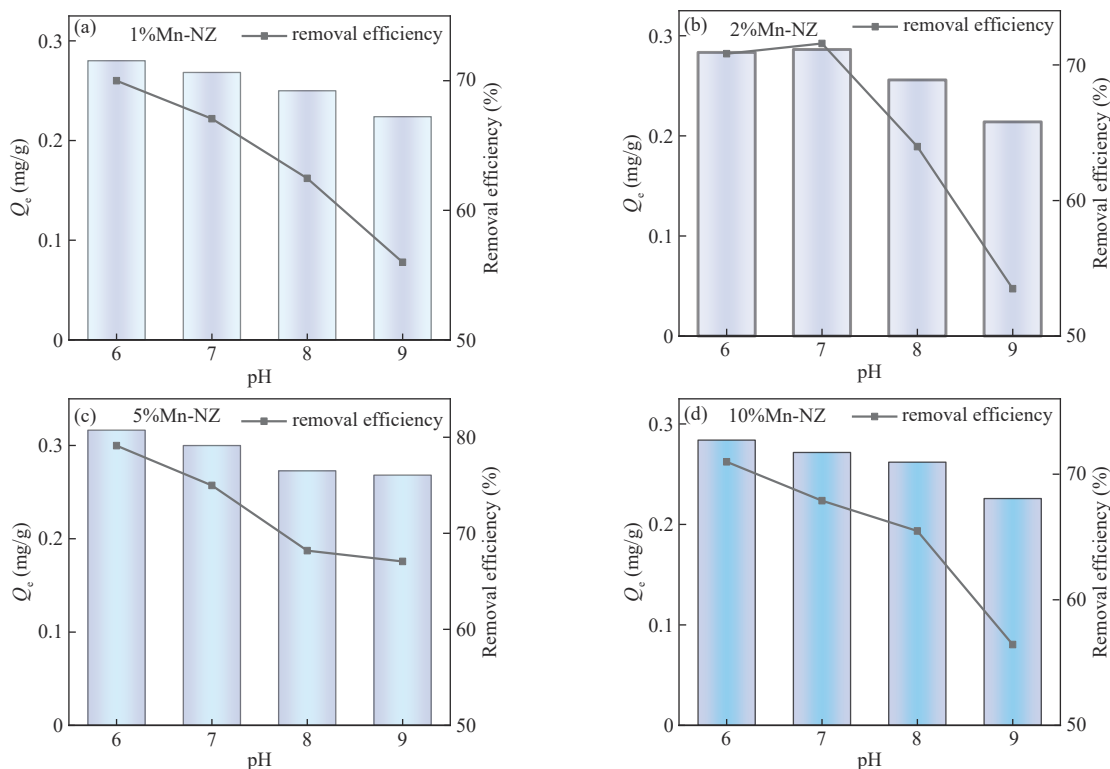 (a) 1%Mn-NZ removal efficiency
0.3
0.2
0.1
0
Qe (mg/g)
70
60
50
Removal efficiency (%)
6 7 8 9
pH
(b) 2%Mn-NZ removal efficiency
0.3
0.2
0.1
0
Qe (mg/g)
70
60
50
Removal efficiency (%)
6 7 8 9
pH
(c) 5%Mn-NZ removal efficiency
0.3
0.2
0.1
0
Qe (mg/g)
80
70
60
50
Removal efficiency (%)
6 7 8 9
pH
(d) 10%Mn-NZ removal efficiency
0.3
0.2
0.1
0
Qe (mg/g)
70
60
50
Removal efficiency (%)
6 7 8 9
pH